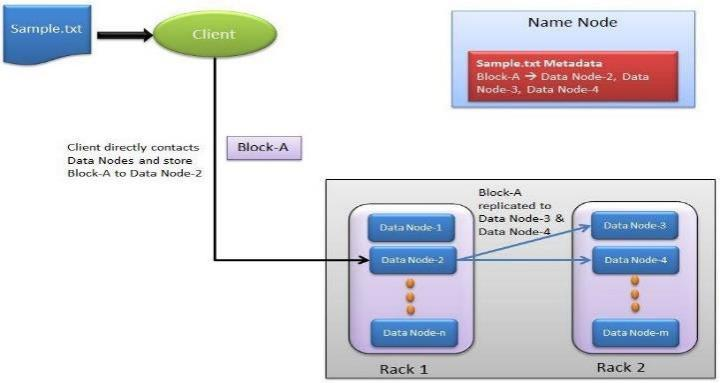 Sample.txt
Client
Name Node
Sample.txt Metadata
Block-A → Data Node-2, Data
Node-3, Data Node-4
Client directly contacts
Data Nodes and store
Block-A to Data Node-2
Block-A
Block-A
replicated to
Data Node-3 &
Data Node-4
Data Node-1
Data Node-2
Data Node-n
Rack 1
Data Node-3
Data Node-4
Data Node-m
Rack 2